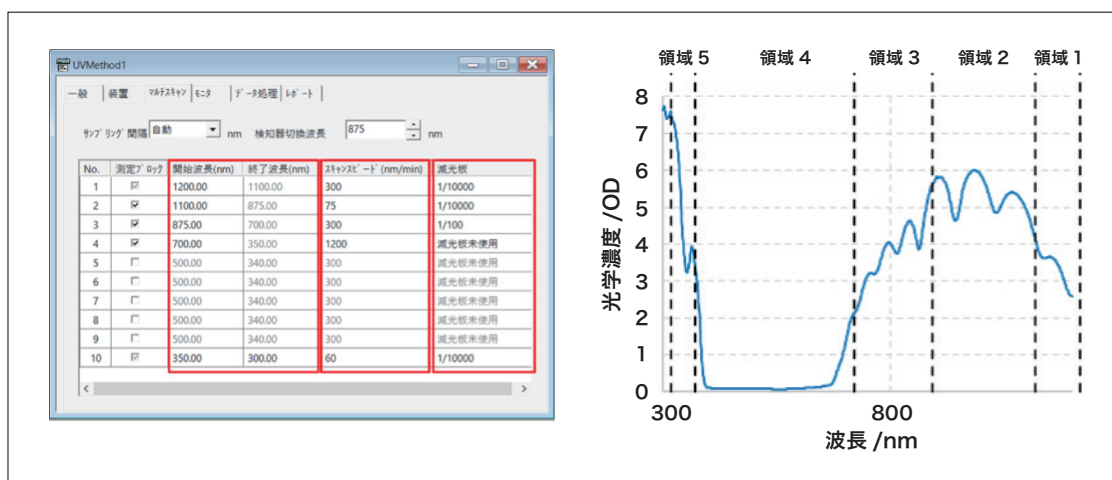 UVMethod1
一般 装置 ﾏﾙﾁｽｷｬﾝ ﾓﾆﾀ ﾃﾞｰﾀ処理 ﾚﾎﾟｰﾄ
ｻﾝﾌﾟﾘﾝｸﾞ間隔 自動 nm 検知器切換波長 875 nm
No. 測定ﾌﾞﾛｯｸ 開始波長(nm) 終了波長(nm) ｽｷｬﾝｽﾋﾟｰﾄﾞ(nm/min) 減光板
1 1200.00 1100.00 300 1/10000
2 1100.00 875.00 75 1/10000
3 875.00 700.00 300 1/100
4 700.00 350.00 1200 減光板未使用
5 500.00 340.00 300 減光板未使用
6 500.00 340.00 300 減光板未使用
7 500.00 340.00 300 減光板未使用
8 500.00 340.00 300 減光板未使用
9 500.00 340.00 300 減光板未使用
10 350.00 300.00 60 1/10000
領域 5 領域 4 領域 3 領域 2 領域 1
光学濃度 /OD
8
7
6
5
4
3
2
1
0
300 800
波長 /nm